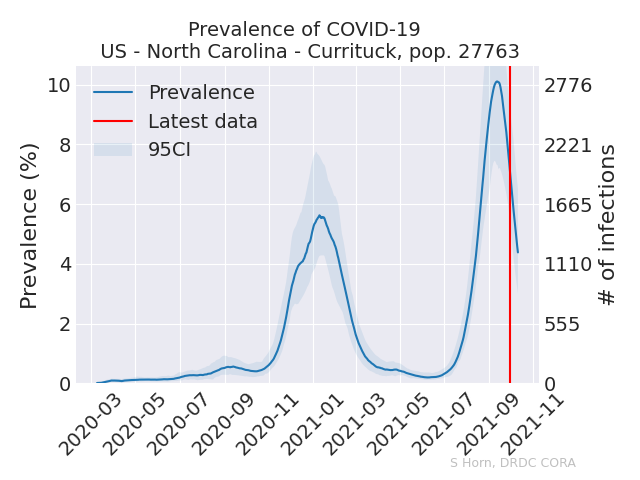 Prevalence of COVID-19
US - North Carolina - Currituck, pop. 27763
Prevalence (%)
10
8
6
4
2
0
Prevalence
Latest data
95CI
2776
2221
1665
1110
555
0
# of infections
2020-03
2020-05
2020-07
2020-09
2020-11
2021-01
2021-03
2021-05
2021-07
2021-09
2021-11
S Horn, DRDC CORA